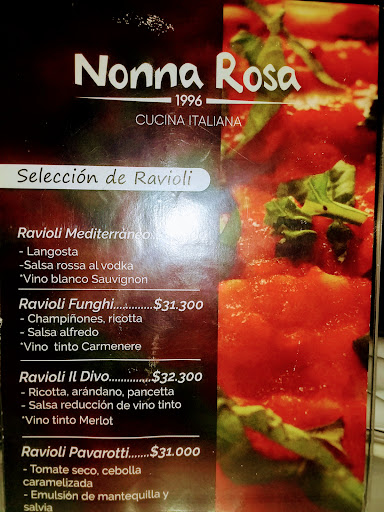 Nonna Rosa
1996
CUCINA ITALIANA
Selección de Ravioli
Ravioli Mediterráneo
- Langosta
-Salsa rossa al vodka
*Vino blanco Sauvignon
Ravioli Funghi.............$31.300
- Champiñones, ricotta
- Salsa alfredo
*Vino tinto Carmenere
Ravioli Il Divo..............$32.300
- Ricotta, arándano, pancetta
- Salsa reducción de vino tinto
*Vino tinto Merlot
Ravioli Pavarotti.......$31.000
- Tomate seco, cebolla
caramelizada
- Emulsión de mantequilla y
salvia